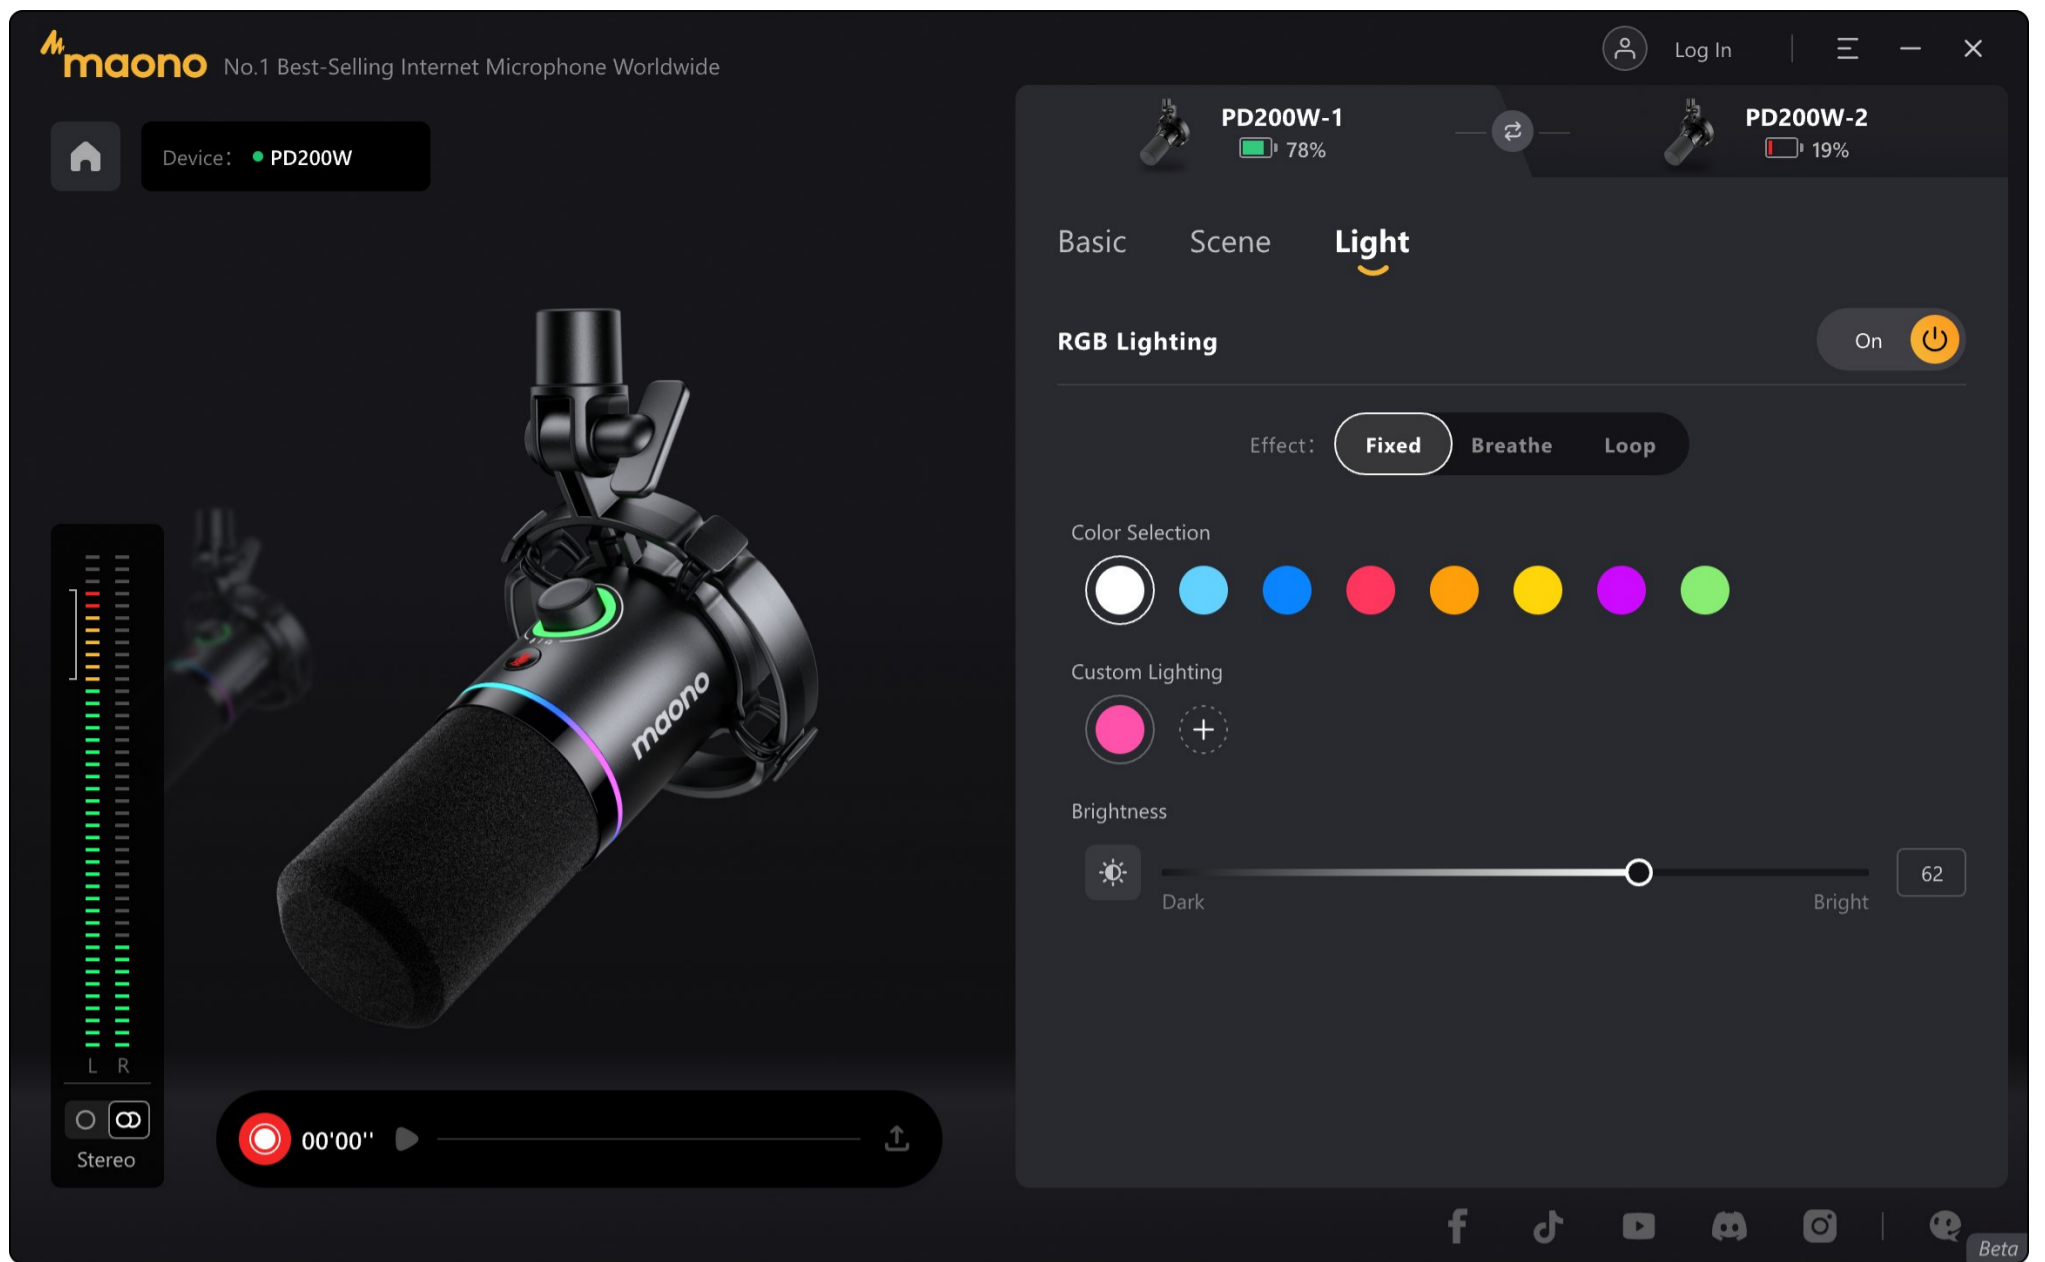 maono No.1 Best-Selling Internet Microphone Worldwide
Log In
Device: PD200W
PD200W-1
78%
PD200W-2
19%
Basic Scene Light
RGB Lighting
On
Effect: Fixed Breathe Loop
Color Selection
Custom Lighting
Brightness
62
Dark Bright
maono
L R
Stereo
00'00''
Beta